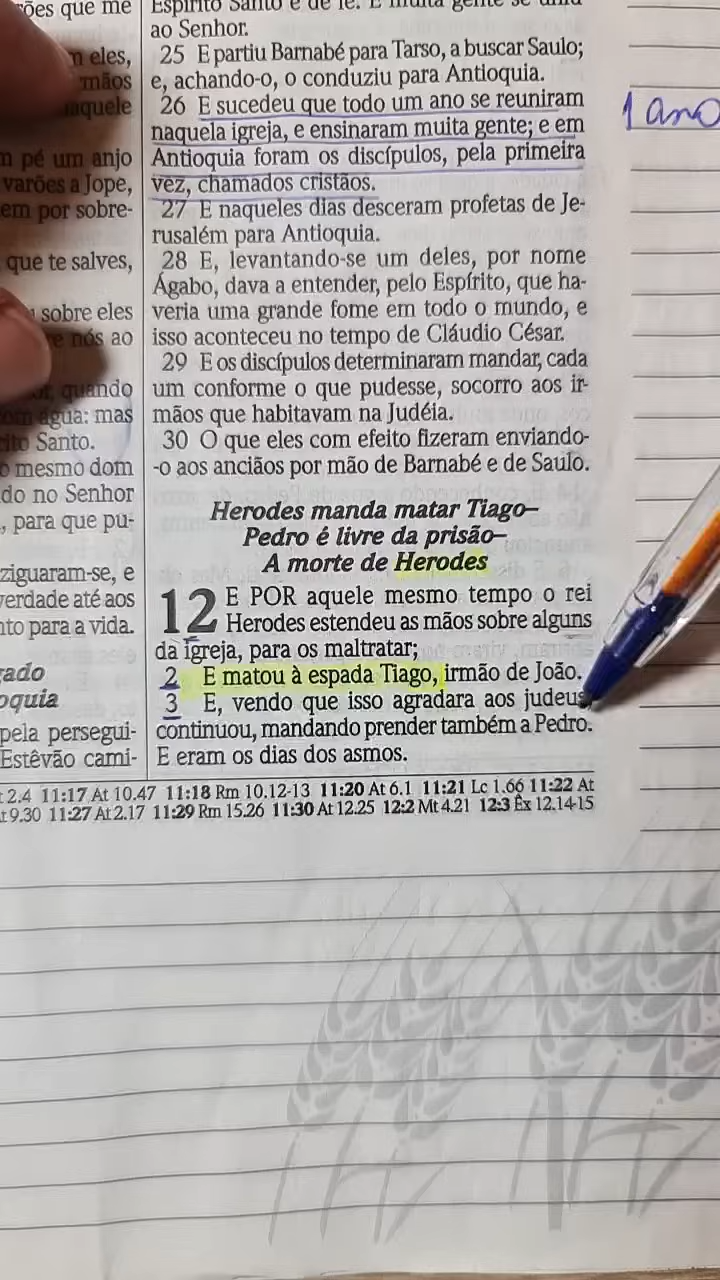 ões que me
n eles,
mãos
aquele
m pé um anjo
varões a Jope,
em por sobre-
que te salves,
sobre eles
nós ao
quando
água: mas
Santo.
o mesmo dom
do no Senhor
, para que pu-
ziguaram-se, e
verdade até aos
nto para a vida.
oquia
pela persegui-
Estêvão cami-
Espírito Santo e de fé. E muita gente se uniu
ao Senhor.
25 E partiu Barnabé para Tarso, a buscar Saulo;
e, achando-o, o conduziu para Antioquia.
26 E sucedeu que todo um ano se reuniram
naquela igreja, e ensinaram muita gente; e em
Antioquia foram os discípulos, pela primeira
vez, chamados cristãos.
27 E naqueles dias desceram profetas de Je-
rusalém para Antioquia.
28 E, levantando-se um deles, por nome
Ágabo, dava a entender, pelo Espírito, que ha-
veria uma grande fome em todo o mundo, e
isso aconteceu no tempo de Cláudio César.
29 E os discípulos determinaram mandar, cada
um conforme o que pudesse, socorro aos ir-
mãos que habitavam na Judéia.
30 O que eles com efeito fizeram enviando-
-o aos anciãos por mão de Barnabé e de Saulo.
Herodes manda matar Tiago–
Pedro é livre da prisão–
A morte de Herodes
12 E POR aquele mesmo tempo o rei
Herodes estendeu as mãos sobre alguns
da igreja, para os maltratar;
2 E matou à espada Tiago, irmão de João.
3 E, vendo que isso agradara aos judeus,
continuou, mandando prender também a Pedro.
E eram os dias dos asmos.
2.4 11:17 At 10.47 11:18 Rm 10.12-13 11:20 At 6.1 11:21 Lc 1.66 11:22 At
9.30 11:27 At 2.17 11:29 Rm 15.26 11:30 At 12.25 12:2 Mt 4.21 12:3 Êx 12.14-15
1 ano